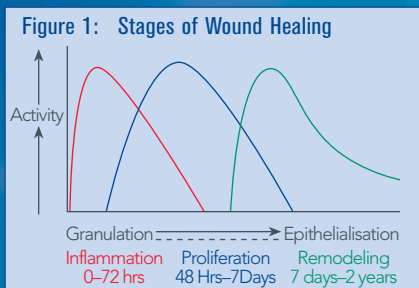 Figure 1: Stages of Wound Healing
Activity
Granulation Epithelialisation
Inflammation Proliferation Remodeling
0–72 hrs 48 Hrs–7Days 7 days–2 years